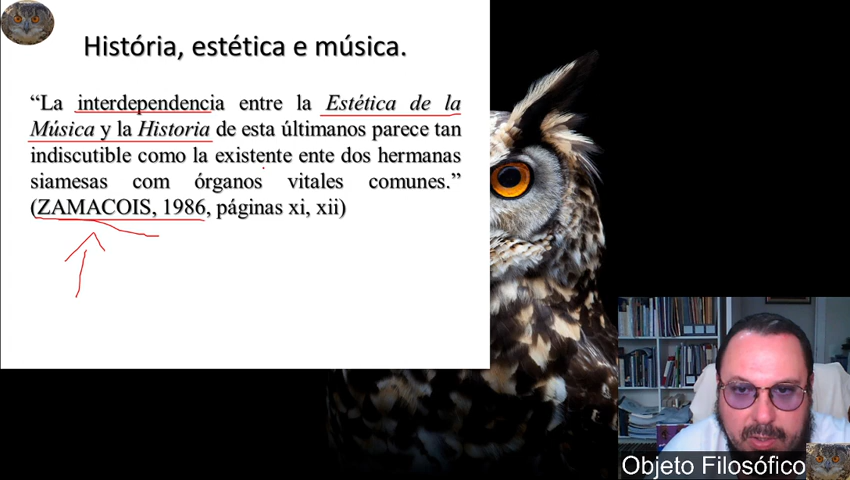 História, estética e música.
“La interdependencia entre la Estética de la
Música y la Historia de esta últimanos parece tan
indiscutible como la existente ente dos hermanas
siamesas com órganos vitales comunes.”
(ZAMACOIS, 1986, páginas xi, xii)
Objeto Filosófico